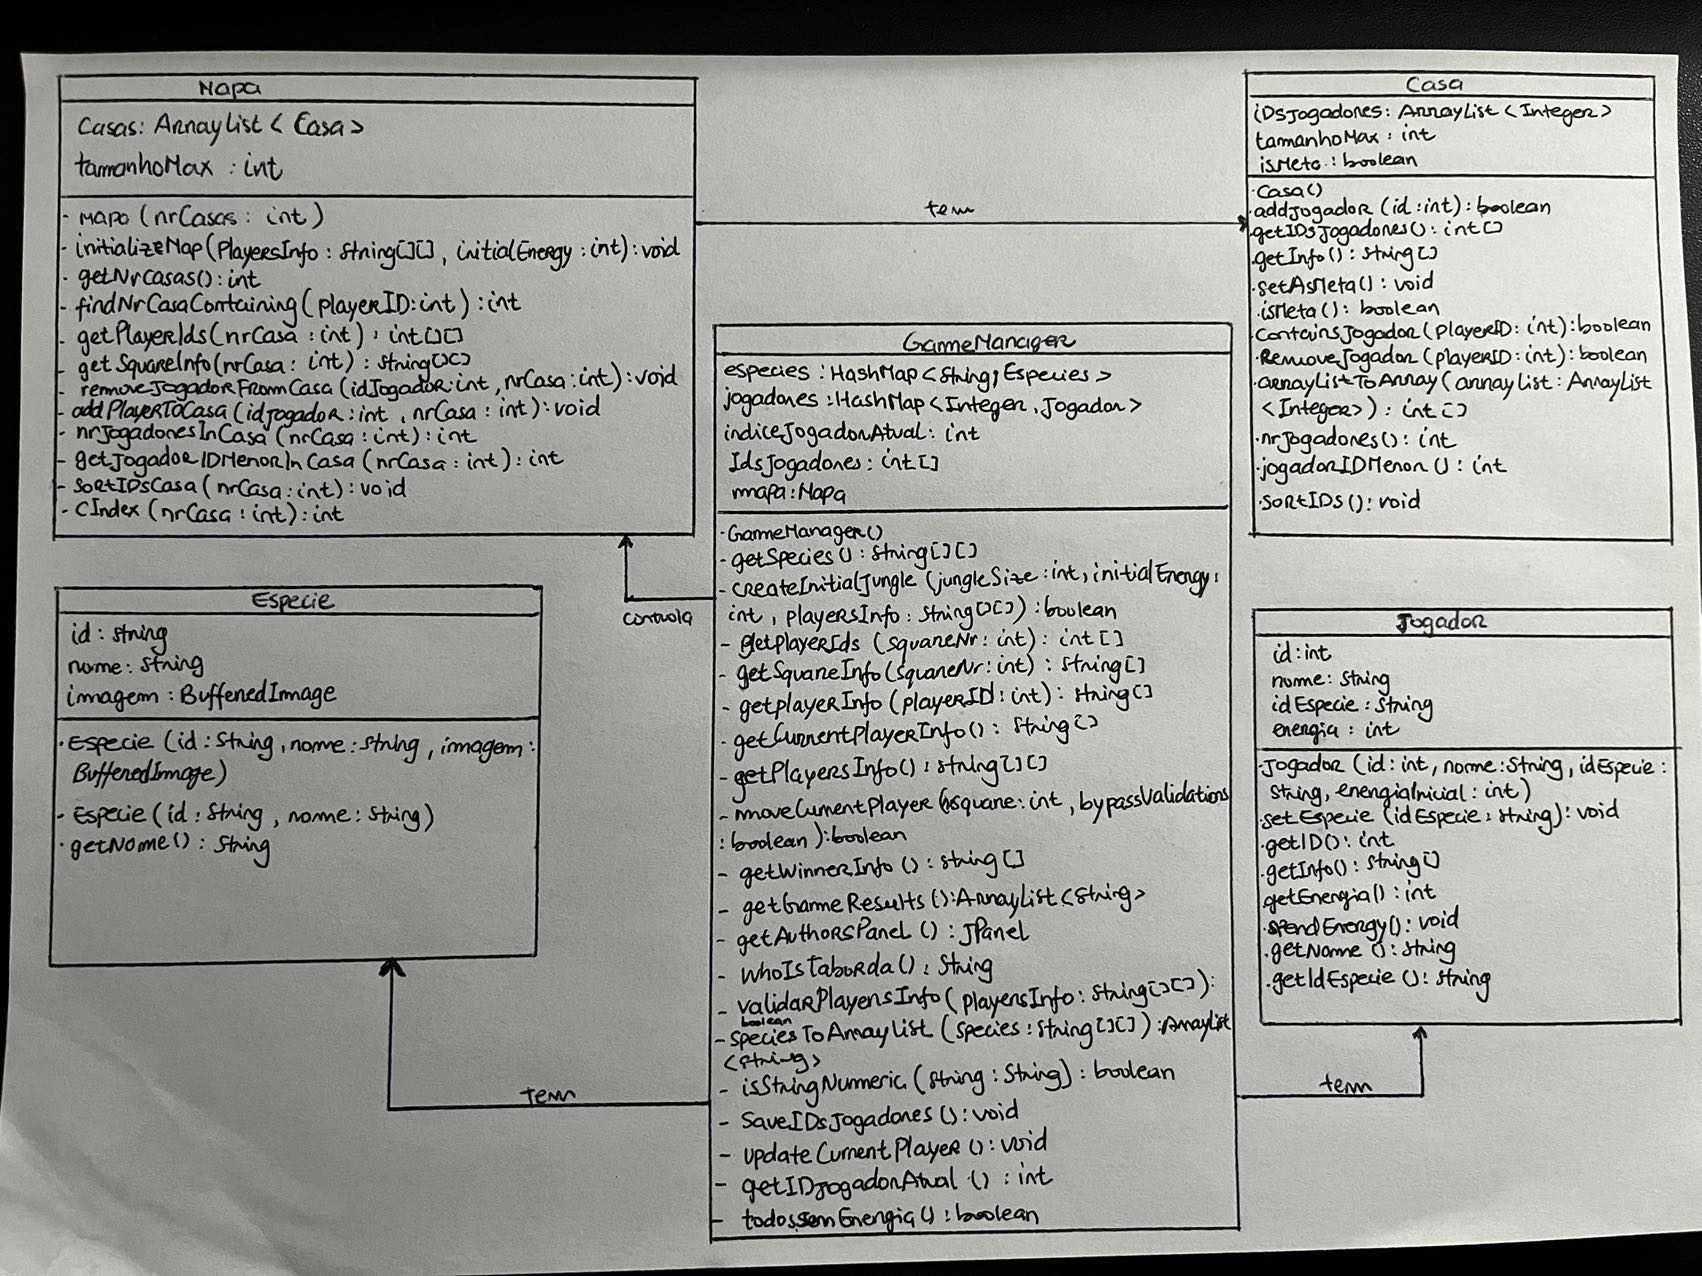 Mapa
Casas: ArrayList < Casa >
tamanhoMax : int
- Mapa (nrCasas : int)
- initializeMap(PlayersInfo : String[][], initialEnergy : int) : void
- getNrCasas() : int
- findNrCasaContaining (playerID: int) : int
- getPlayerIds (nrCasa : int) : int[][]
- getSquareInfo(nrCasa : int) : String[][]
- removeJogadorFromCasa (idJogador: int, nrCasa: int) : void
- addPlayerToCasa (idJogador : int, nrCasa : int) : void
- nrJogadoresInCasa (nrCasa : int) : int
- getJogadorIDMenorInCasa (nrCasa : int) : int
- SortIDsCasa (nrCasa : int) : void
- CIndex (nrCasa : int) : int
tem
Casa
iDsJogadores: ArrayList <Integer>
tamanhoMax : int
isMeta : boolean
· Casa()
· addJogador (id : int) : boolean
· getIDsJogadores() : int[]
· getInfo() : String[]
· setAsMeta() : void
· isMeta() : boolean
· ContainsJogador (playerID : int) : boolean
· RemoveJogador (playerID : int) : boolean
· arrayListToArray (arrayList : ArrayList
<Integer>) : int[]
· nrJogadores() : int
· jogadorIDMenor () : int
· sortIDs() : void
GameManager
especies : HashMap < String, Especies >
jogadores : HashMap < Integer, Jogador >
indiceJogadorAtual : int
IdsJogadores : int[]
mapa : Mapa
· GameManager()
- getSpecies() : String[][]
- createInitialJungle (jungleSize : int, initialEnergy :
int, playersInfo : String[][]) : boolean
- getPlayerIds (squareNr : int) : int[]
- getSquareInfo(squareNr : int) : String[]
- getplayerInfo (playerID : int) : String[]
- getCurrentPlayerInfo() : String[]
- getPlayersInfo() : String[][]
- moveCurrentPlayer (nsquare : int, bypassValidations
: boolean) : boolean
- getWinnerInfo () : String[]
- getGameResults () : ArrayList<String>
- getAuthorsPanel () : JPanel
- whoIsTaborda() : String
- validarPlayersInfo (playersInfo : String[][]) :
boolean
- SpeciesToArrayList (species : String[][]) : ArrayList
<String>
- isStringNumeric (string : String) : boolean
- SaveIDsJogadores () : void
- updateCurrentPlayer () : void
- getIDJogadorAtual () : int
- todosSemEnergia() : boolean
controla
Especie
id : String
nome : String
imagem : BufferedImage
· Especie (id : String, nome : String, imagem :
BufferedImage)
- Especie (id : String, nome : String)
· getNome() : String
tem
Jogador
id : int
nome : String
idEspecie : String
energia : int
· Jogador (id : int, nome : String, idEspecie :
String, energiaInicial : int)
· setEspecie (idEspecie : String) : void
· getID() : int
· getInfo() : String[]
· getEnergia() : int
· spendEnergy() : void
· getNome () : String
· getIdEspecie () : String
tem